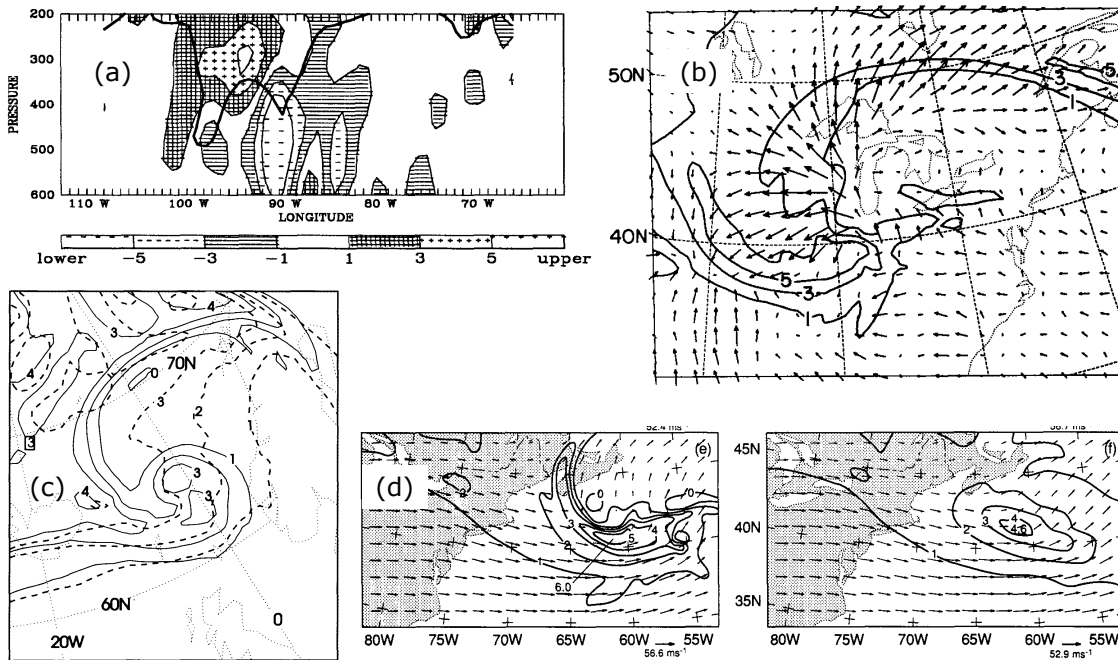 200
300
400
500
600
PRESSURE
(a)
110 W 100 W 90 W 80 W 70 W
LONGITUDE
lower -5 -3 -1 1 3 5 upper
(b)
50N
40N
5
3
1
5
3
1
(c)
4
3
4
3
4
70N
0
3
2
1
3
3
60N
20W
0
(d)
(e)
3
0
0
3
2
4
5
1
6.0
80W 75W 70W 65W 60W 55W
56.6 ms-1
(f)
45N
40N
35N
4
3
4.6
2
1
80W 75W 70W 65W 60W 55W
52.9 ms-1